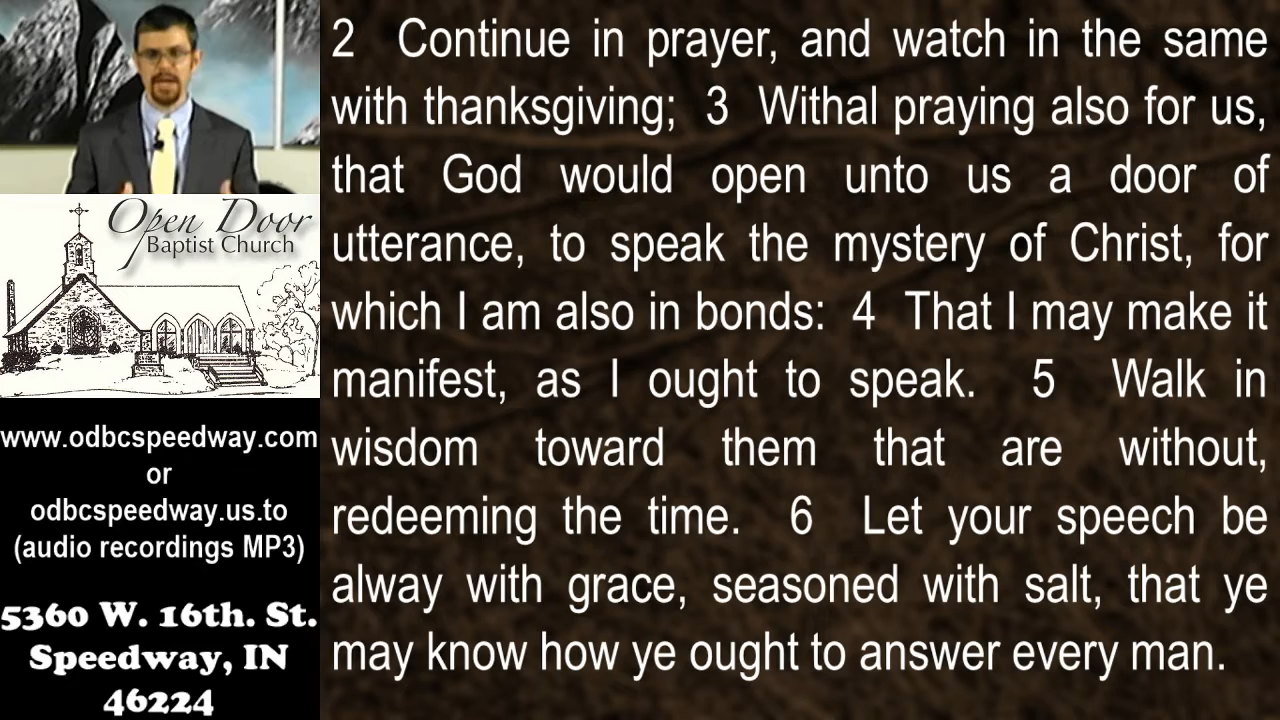 Open Door
Baptist Church
www.odbcspeedway.com
or
odbcspeedway.us.to
(audio recordings MP3)
5360 W. 16th. St.
Speedway, IN
46224
2 Continue in prayer, and watch in the same
with thanksgiving; 3 Withal praying also for us,
that God would open unto us a door of
utterance, to speak the mystery of Christ, for
which I am also in bonds: 4 That I may make it
manifest, as I ought to speak. 5 Walk in
wisdom toward them that are without,
redeeming the time. 6 Let your speech be
alway with grace, seasoned with salt, that ye
may know how ye ought to answer every man.